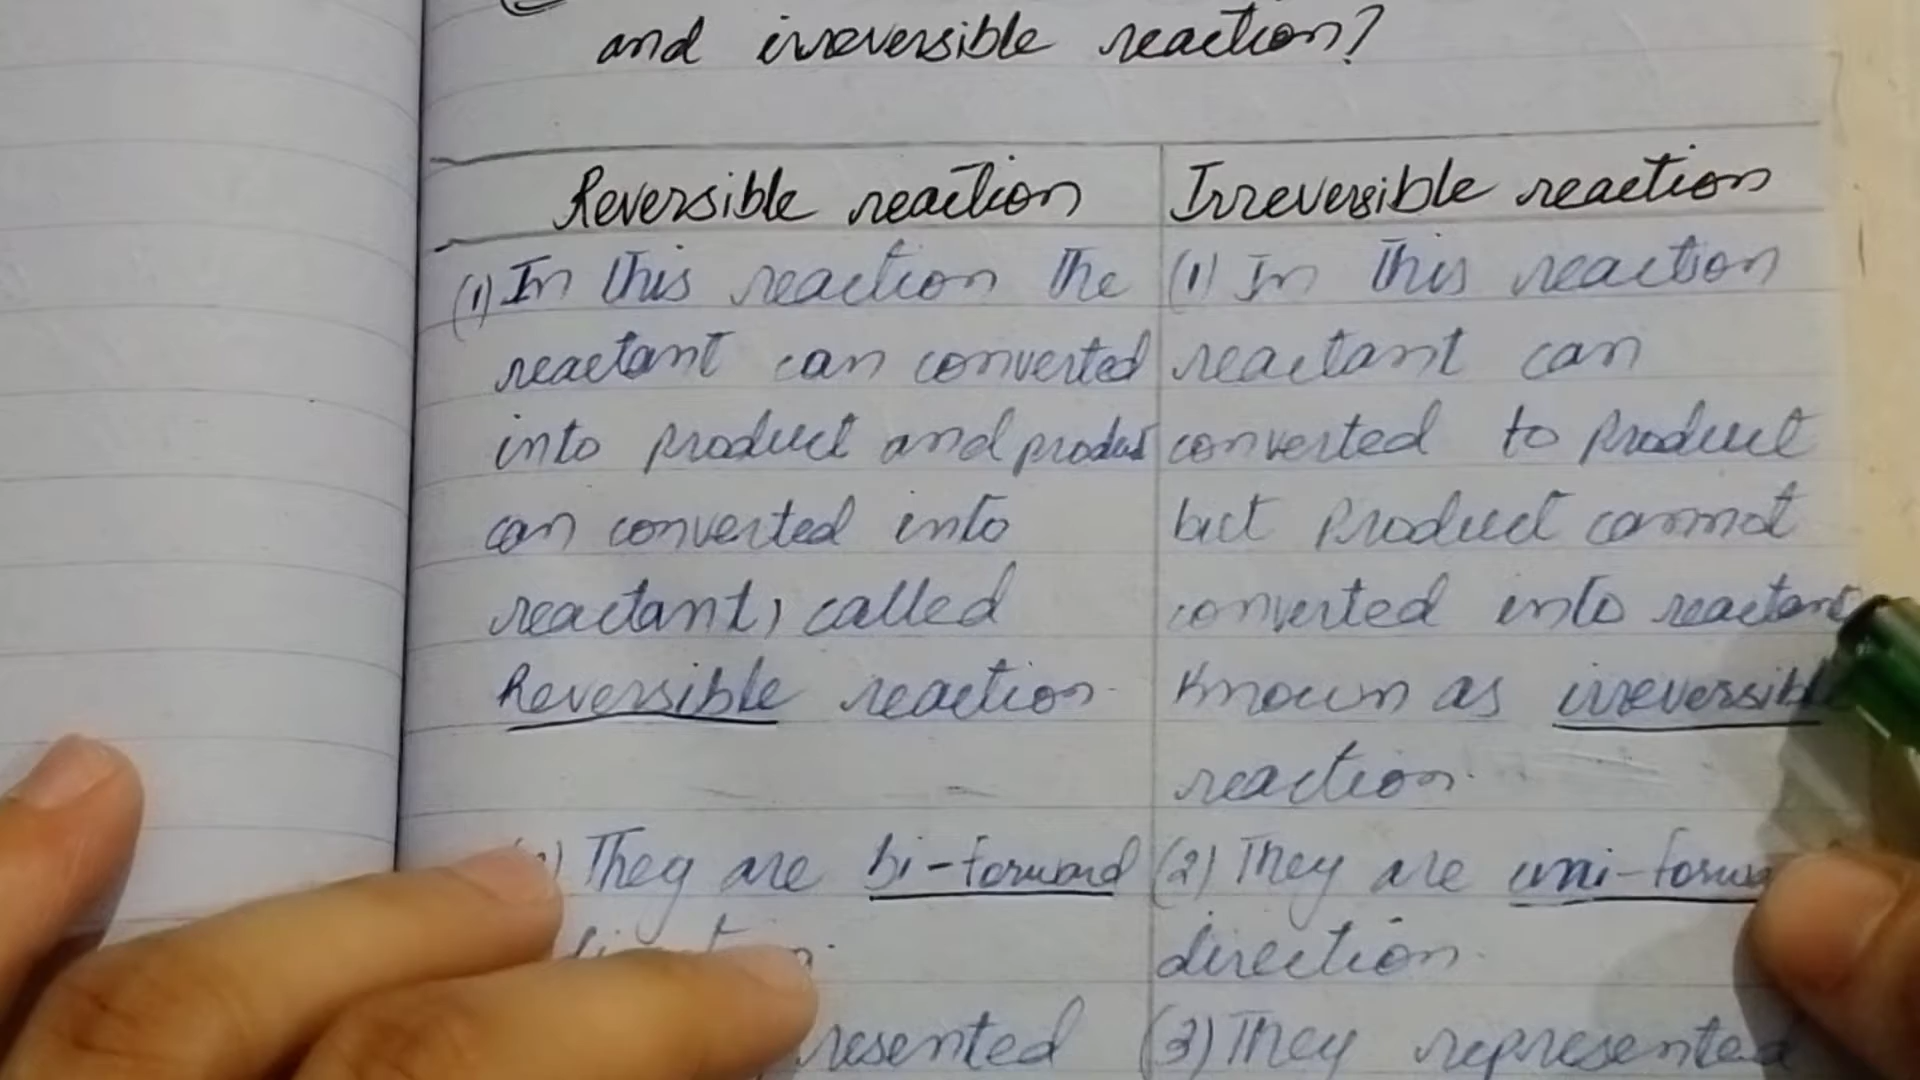 and irreversible reaction?
Reversible reaction
(1) In this reaction the
reactant can converted
into product and product
can converted into
reactant, called
Reversible reaction.
They are bi-forward
resented
Irreversible reaction
(1) In this reaction
reactant can
converted to product
but product cannot
converted into reactant
known as irreversible
reaction.
(2) They are uni-forwa
direction.
(3) They represented